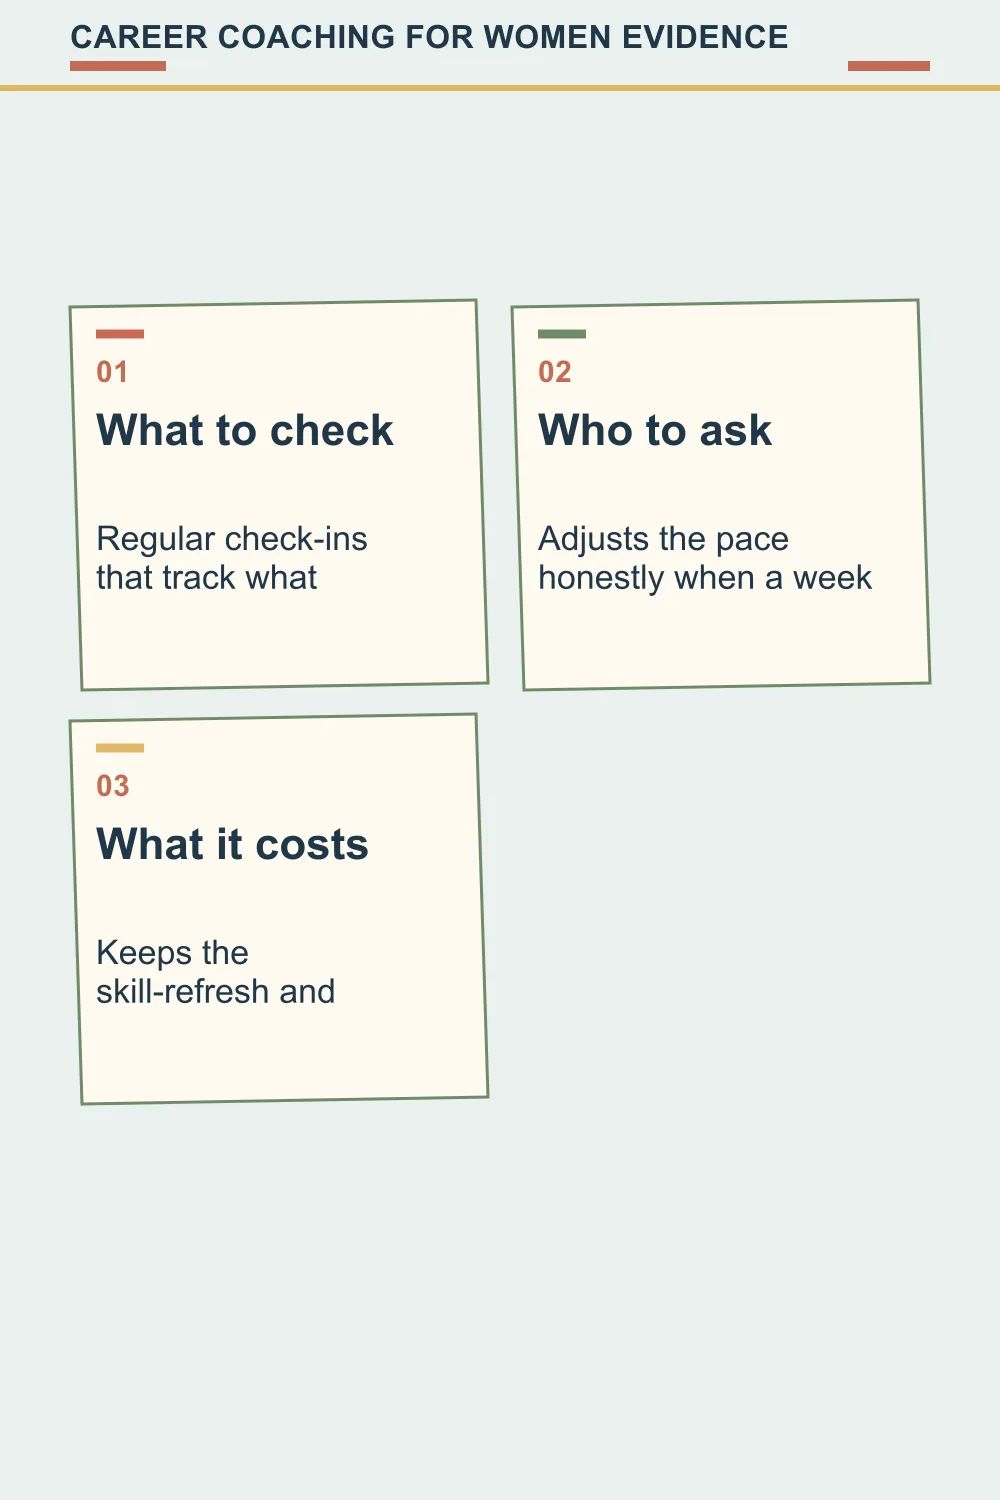 CAREER COACHING FOR WOMEN EVIDENCE
01
What to check
Regular check-ins
that track what
02
Who to ask
Adjusts the pace
honestly when a week
03
What it costs
Keeps the
skill-refresh and